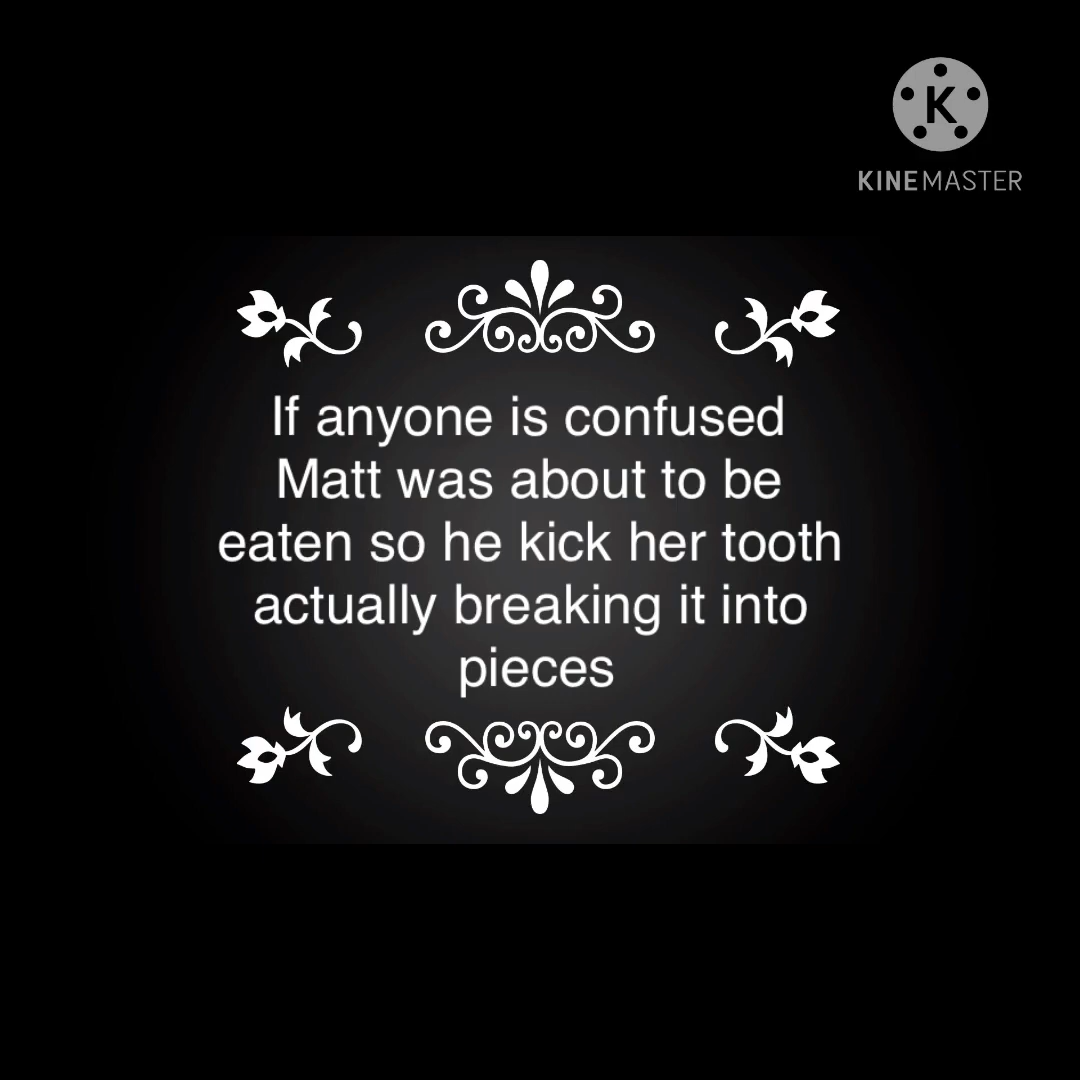 K
KINEMASTER
If anyone is confused
Matt was about to be
eaten so he kick her tooth
actually breaking it into
pieces